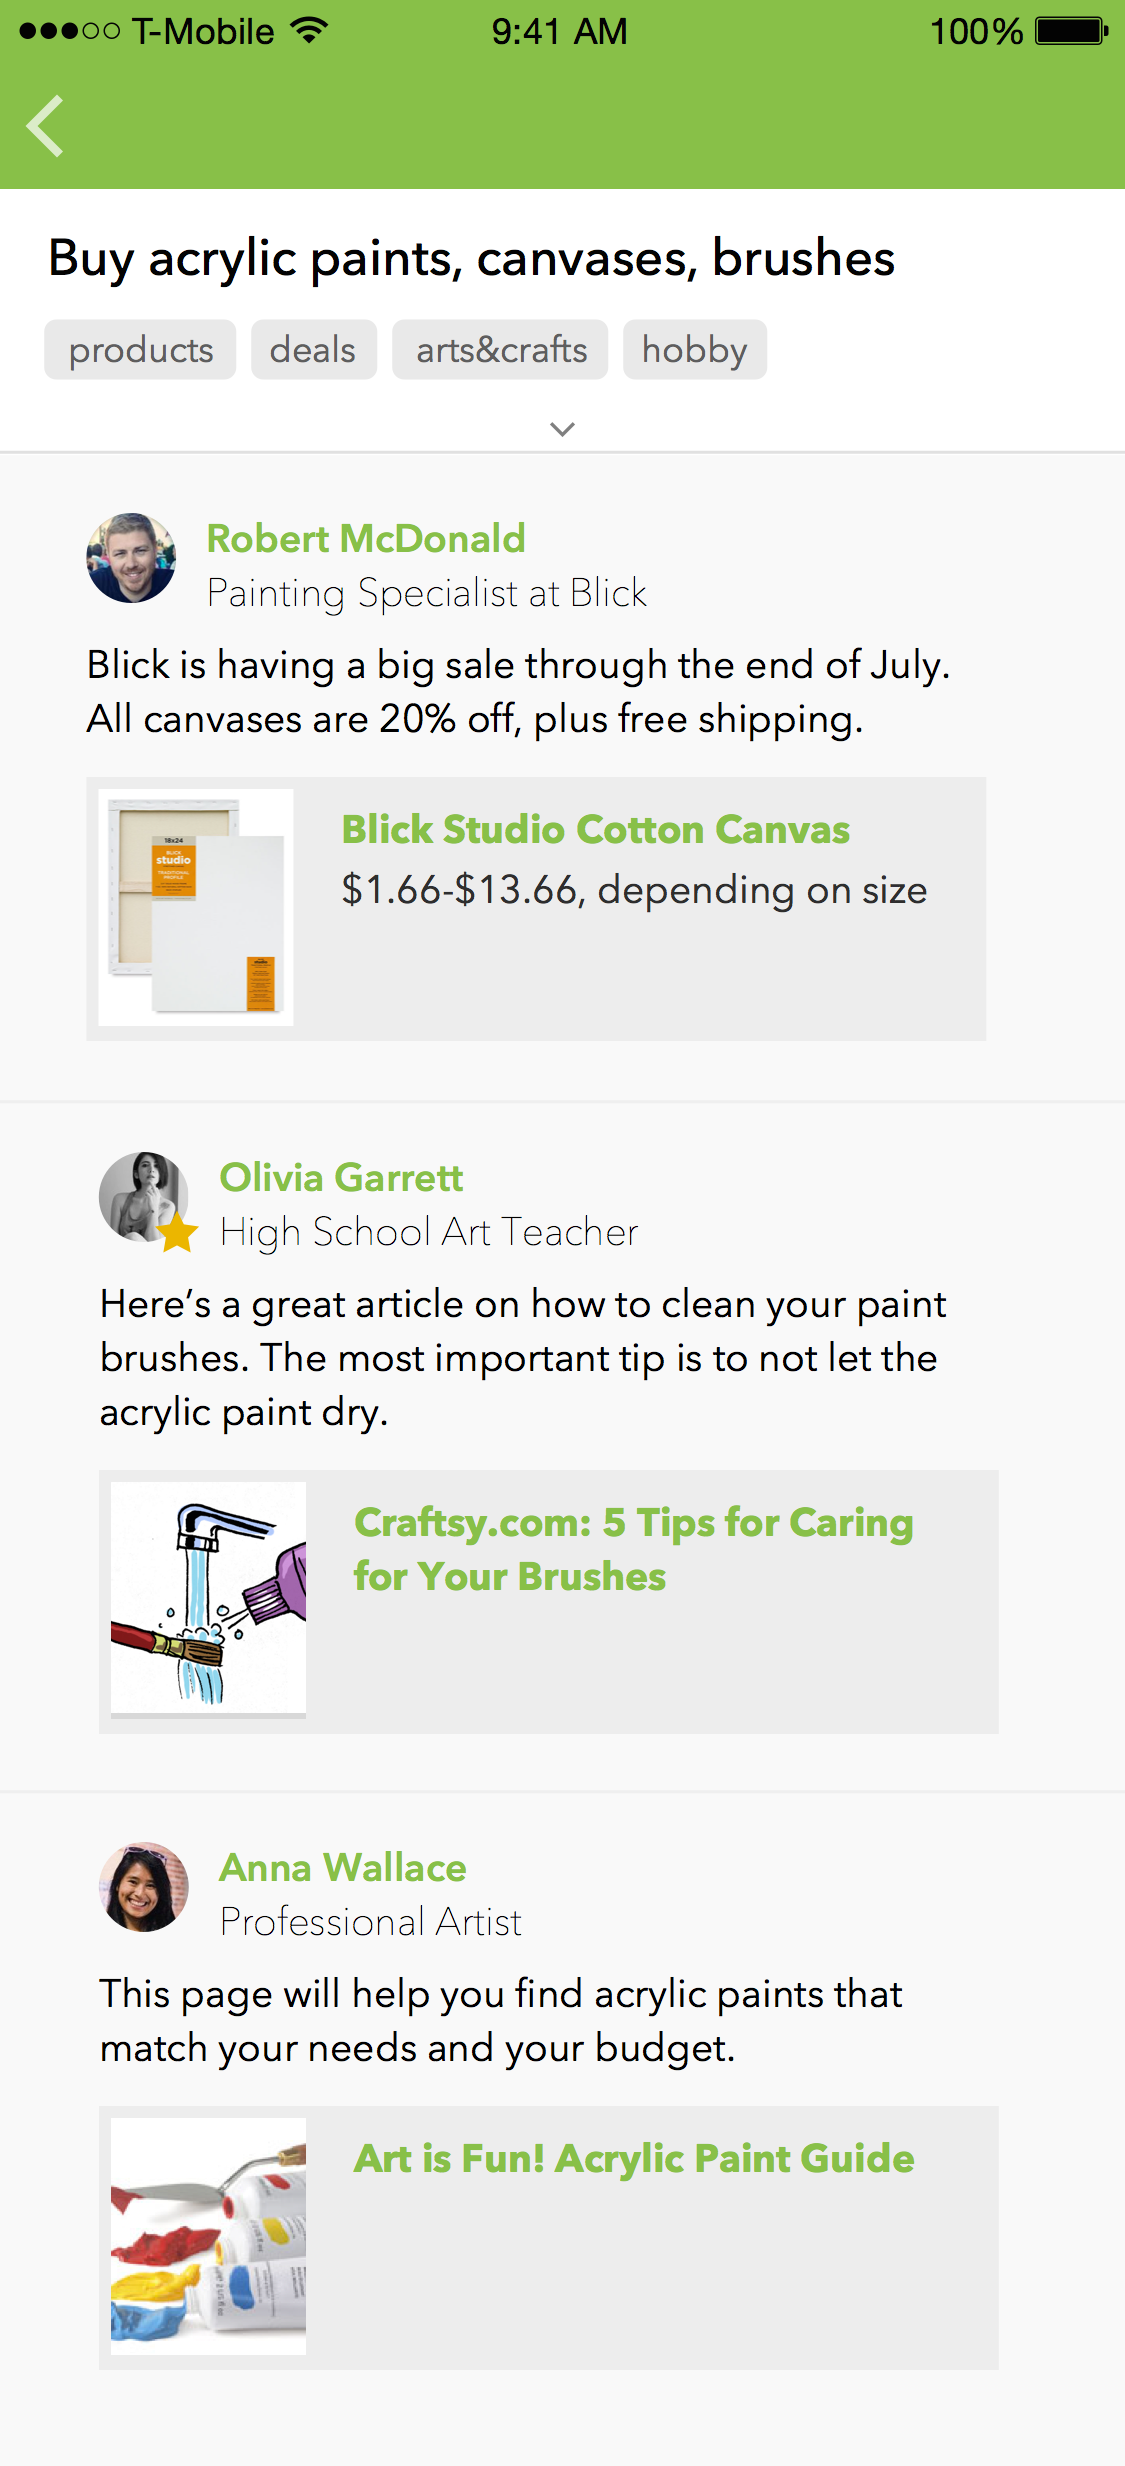 T-Mobile 9:41 AM 100%
Buy acrylic paints, canvases, brushes
products deals arts&crafts hobby
Robert McDonald
Painting Specialist at Blick
Blick is having a big sale through the end of July.
All canvases are 20% off, plus free shipping.
18x24
BLICK
studio
TRADITIONAL
PROFILE
studio
Blick Studio Cotton Canvas
$1.66-$13.66, depending on size
Olivia Garrett
High School Art Teacher
Here’s a great article on how to clean your paint
brushes. The most important tip is to not let the
acrylic paint dry.
Craftsy.com: 5 Tips for Caring
for Your Brushes
Anna Wallace
Professional Artist
This page will help you find acrylic paints that
match your needs and your budget.
Art is Fun! Acrylic Paint Guide